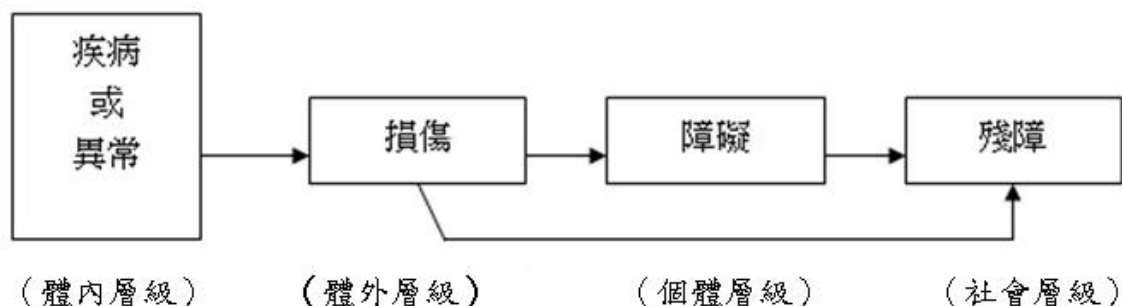 疾病
或
異常
損傷
障礙
殘障
(體內層級)
(體外層級)
(個體層級)
(社會層級)